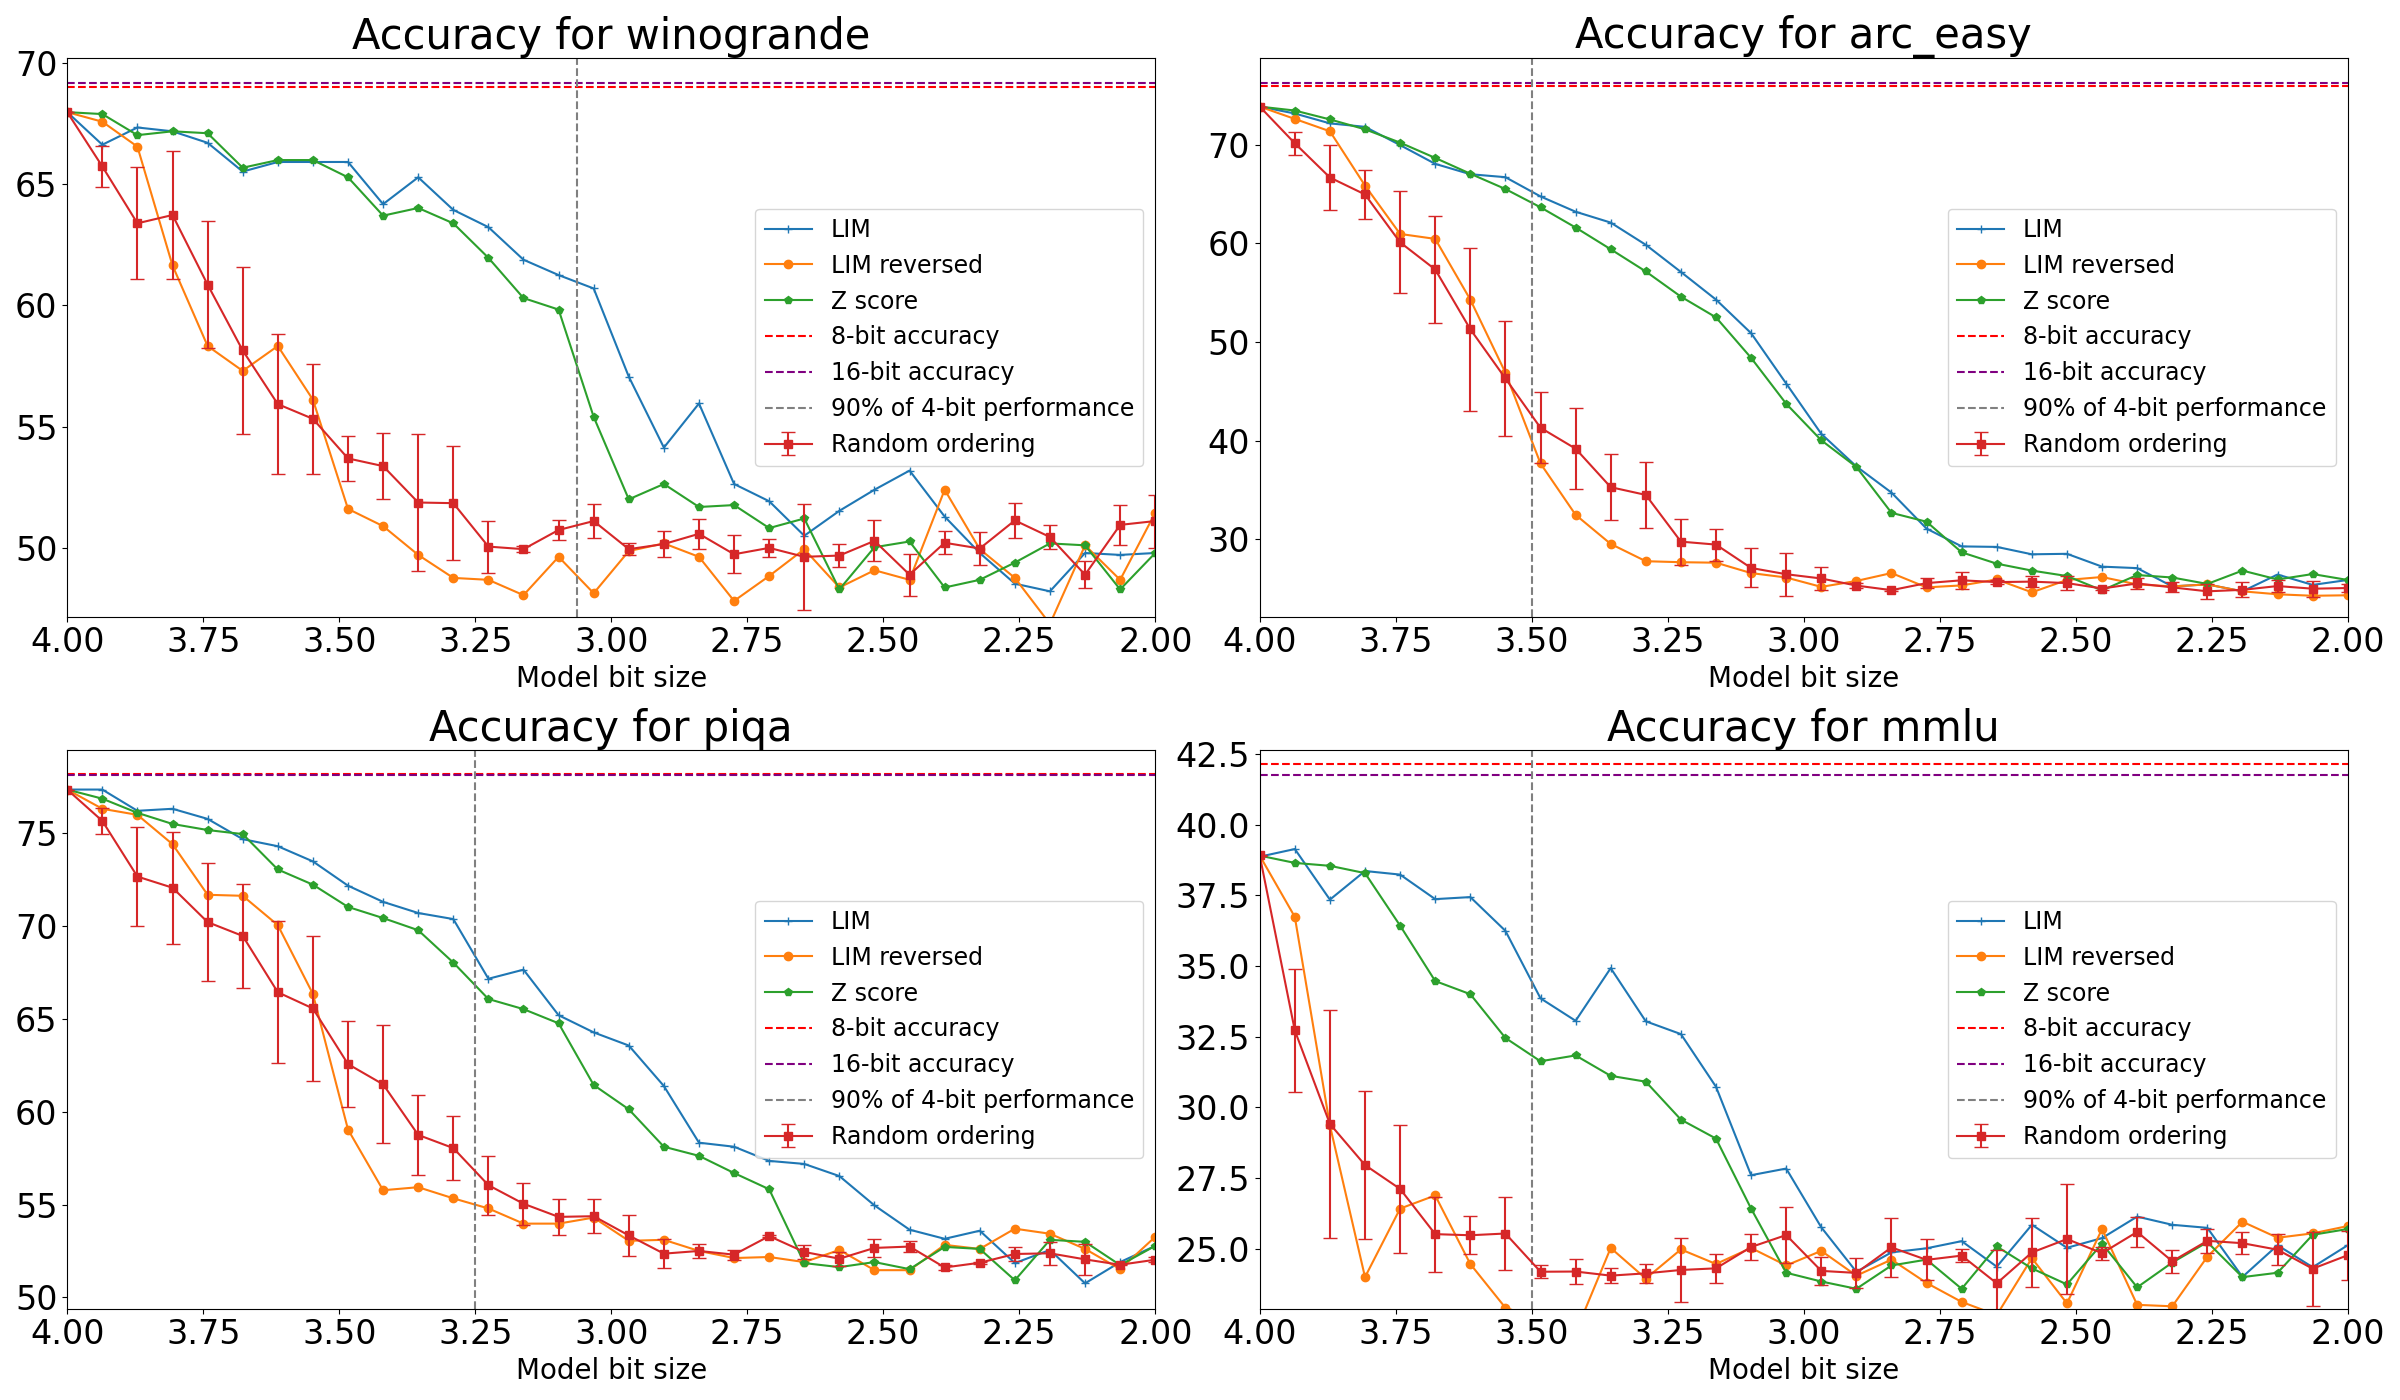 Accuracy for winogrande
70
65
60
55
50
LIM
LIM reversed
Z score
8-bit accuracy
16-bit accuracy
90% of 4-bit performance
Random ordering
4.00 3.75 3.50 3.25 3.00 2.75 2.50 2.25 2.00
Model bit size
Accuracy for arc_easy
70
60
50
40
30
LIM
LIM reversed
Z score
8-bit accuracy
16-bit accuracy
90% of 4-bit performance
Random ordering
4.00 3.75 3.50 3.25 3.00 2.75 2.50 2.25 2.00
Model bit size
Accuracy for piqa
75
70
65
60
55
50
LIM
LIM reversed
Z score
8-bit accuracy
16-bit accuracy
90% of 4-bit performance
Random ordering
4.00 3.75 3.50 3.25 3.00 2.75 2.50 2.25 2.00
Model bit size
Accuracy for mmlu
42.5
40.0
37.5
35.0
32.5
30.0
27.5
25.0
LIM
LIM reversed
Z score
8-bit accuracy
16-bit accuracy
90% of 4-bit performance
Random ordering
4.00 3.75 3.50 3.25 3.00 2.75 2.50 2.25 2.00
Model bit size